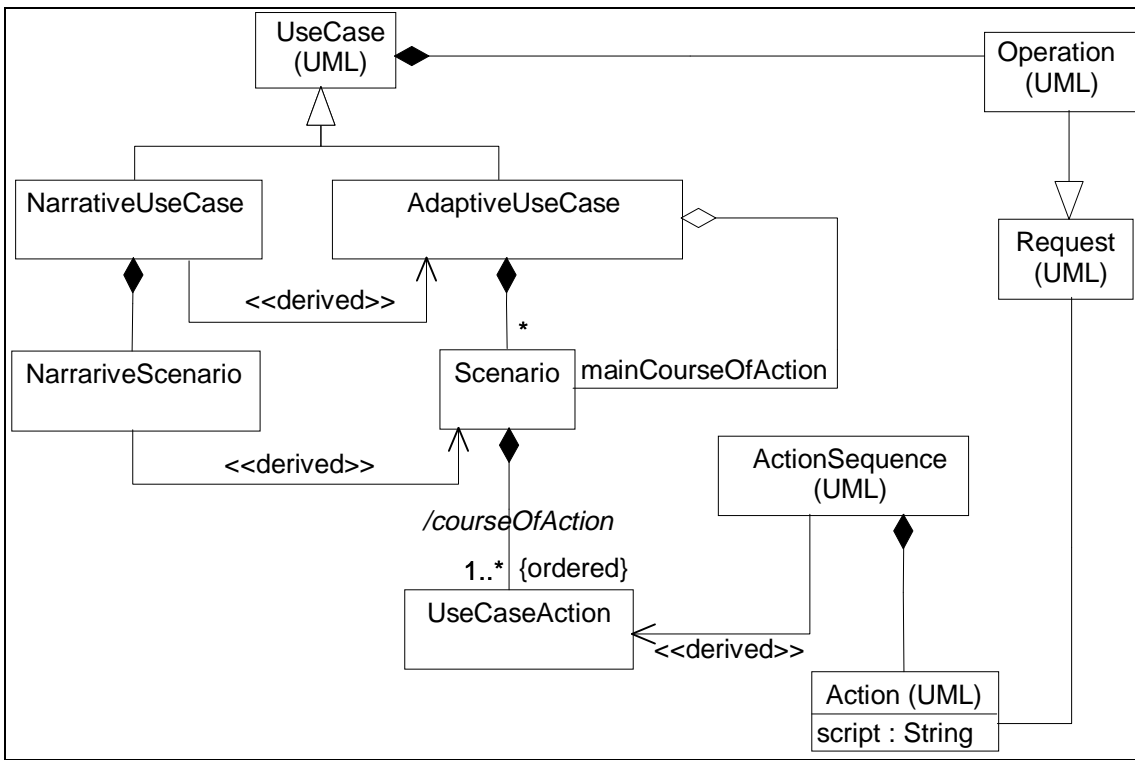 UseCase
(UML)
Operation
(UML)
NarrativeUseCase
AdaptiveUseCase
Request
(UML)
<<derived>>
*
NarrariveScenario
Scenario
mainCourseOfAction
<<derived>>
ActionSequence
(UML)
/courseOfAction
1..* {ordered}
UseCaseAction
<<derived>>
Action (UML)
script : String